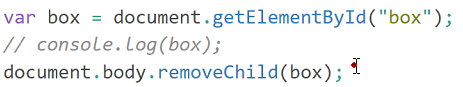 var box = document.getElementById("box");
// console.log(box);
document.body.removeChild(box);